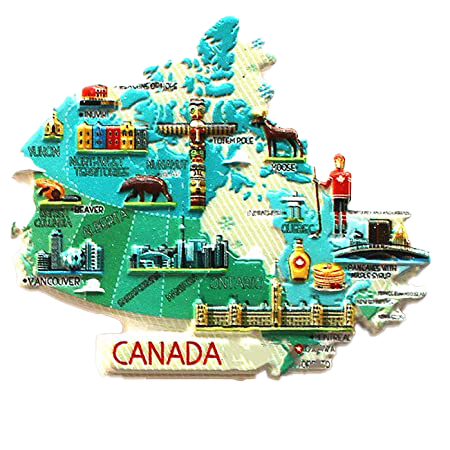 INUVIK
YUKON
NORTHWEST
TERRITORIES
NUNAVUT
TOTEM POLE
MOOSE
BRITISH
COLUMBIA
BEAVER
ALBERTA
QUEBEC
VANCOUVER
ONTARIO
PANCAKES WITH
MAPLE SYRUP
MONTREAL
OTTAWA
TORONTO
CANADA